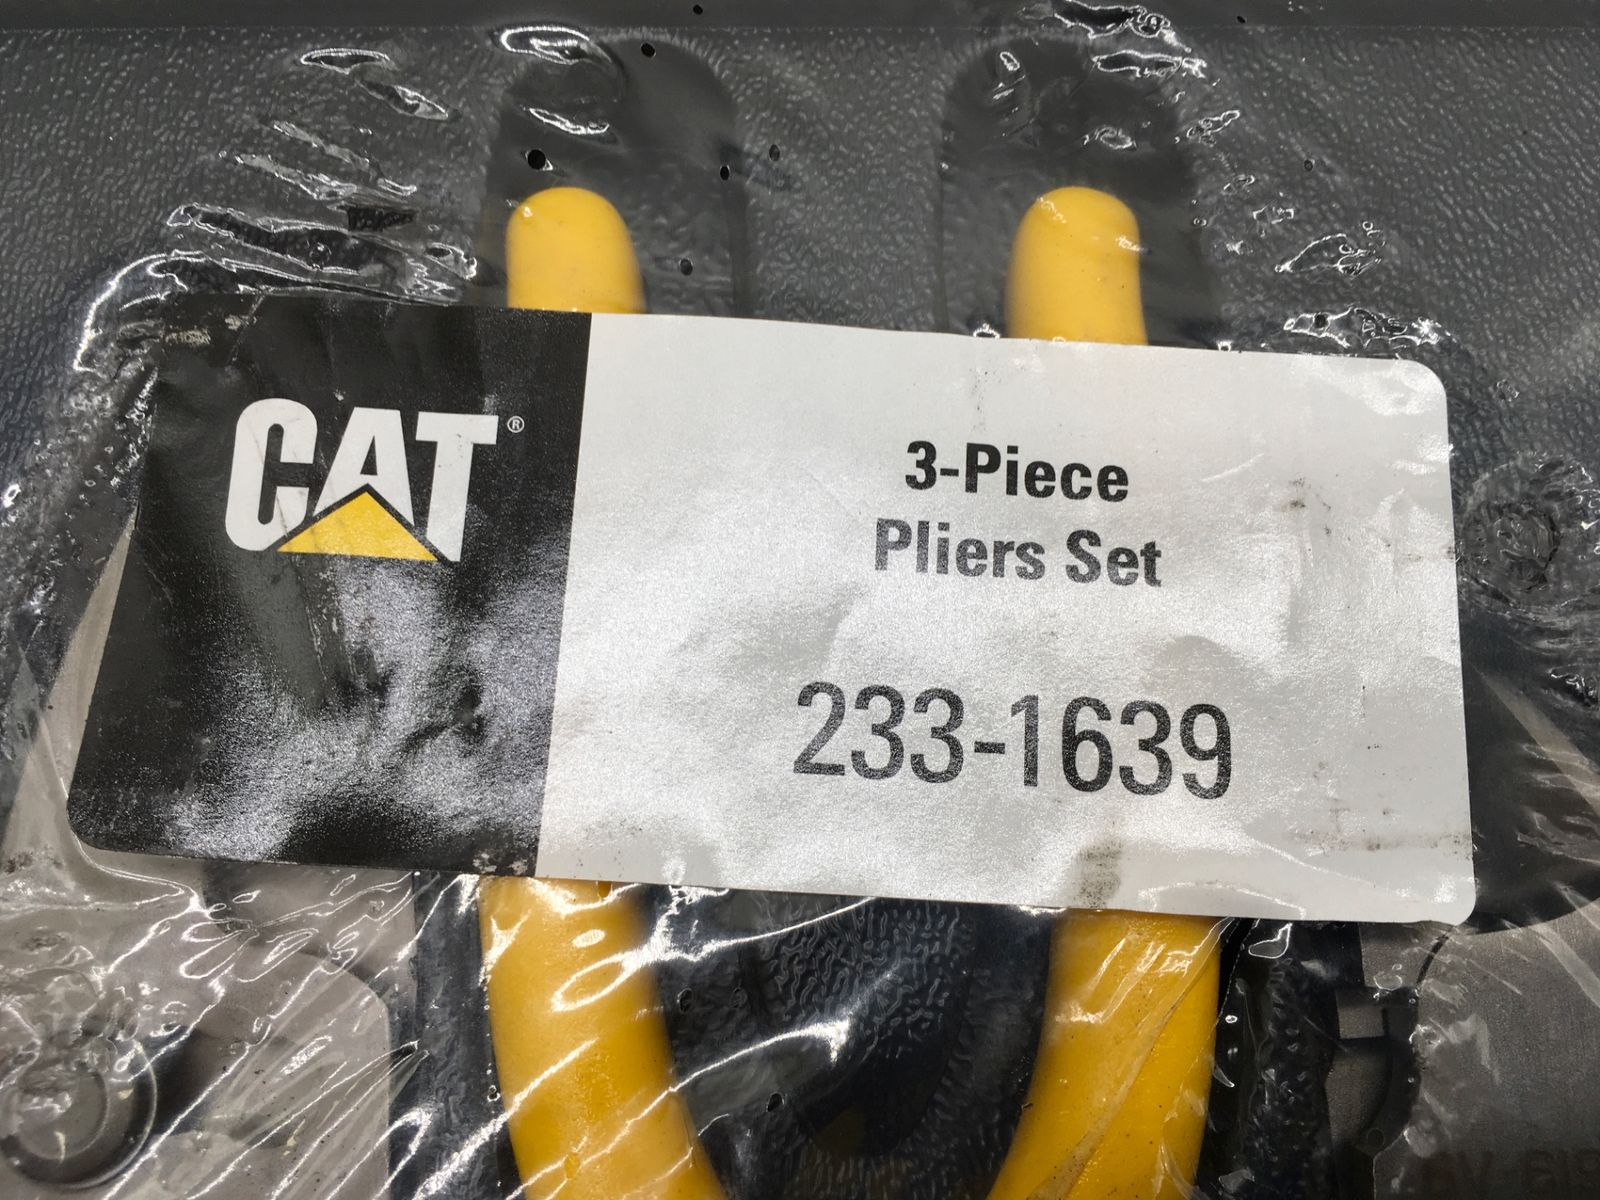 CAT®
3-Piece
Pliers Set
233-1639